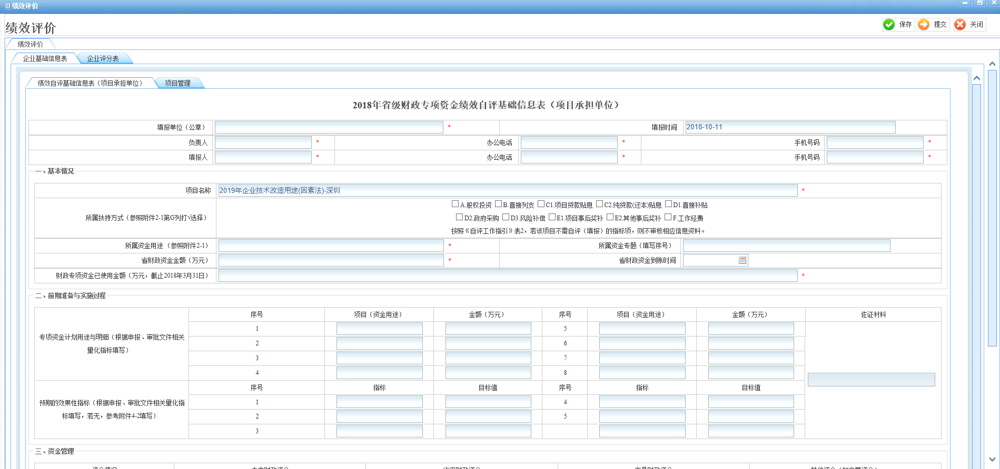 绩效评价
绩效评价
保存 提交 关闭
绩效评价
企业基础信息表 企业评分表
绩效自评基础信息表（项目承担单位） 项目管理
2018年省级财政专项资金绩效自评基础信息表（项目承担单位）
填报单位（公章） * 填报时间 2018-10-11
负责人 * 办公电话 * 手机号码 *
填报人 * 办公电话 * 手机号码 *
一、基本情况
项目名称 2019年企业技术改造用途(因素法)-深圳 *
A.股权投资 B.直接列支 C1.项目贷款贴息 C2.纯贷款(还本)贴息 D1.直接补贴
所属扶持方式（参照附件2-1第G列打√选择） D2.政府采购 D3.风险补偿 E1.项目事后奖补 E2.其他事后奖补 F.工作经费
按照《自评工作指引》表2，若该项目不需自评（填报）的指标项，则不审核相应信息资料。
所属资金用途 （参照附件2-1） * 所属资金专题（填写序号）
省财政资金金额（万元） * 省财政资金到账时间
财政专项资金已使用金额（万元，截止2018年3月31日） *
二、前期准备与实施过程
序号 项目（资金用途） 金额（万元） 序号 项目（资金用途） 金额（万元） 佐证材料
专项资金计划用途与明细（根据申报、审批文件相关
量化指标填写）
1 5
2 6
3 7
4 8
序号 指标 目标值 序号 指标 目标值
预期的效果性指标（根据申报、审批文件相关量化指
标填写，若无，参考附件4-2填写）
1 4
2 5
3
三、资金管理